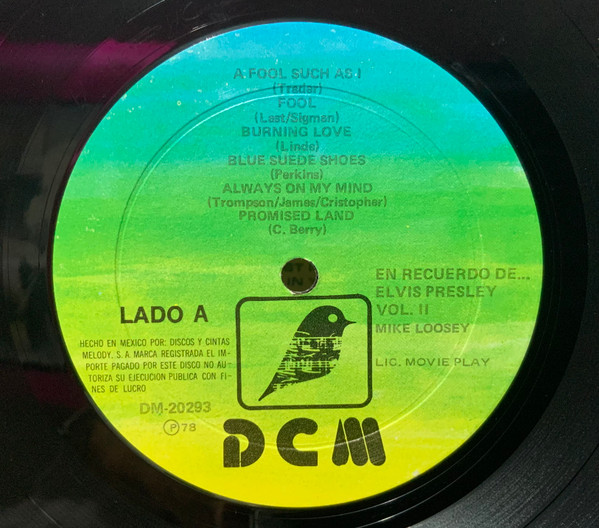 A FOOL SUCH AS I
(Trader)
FOOL
(Last/Sigman)
BURNING LOVE
(Linde)
BLUE SUEDE SHOES
(Perkins)
ALWAYS ON MY MIND
(Trompson/James/Cristopher)
PROMISED LAND
(C. Berry)
EN RECUERDO DE...
ELVIS PRESLEY
VOL. II
MIKE LOOSEY
LIC. MOVIE PLAY
LADO A
HECHO EN MEXICO POR: DISCOS Y CINTAS
MELODY, S. A. MARCA REGISTRADA EL IM-
PORTE PAGADO POR ESTE DISCO NO AU-
TORIZA SU EJECUCION PUBLICA CON FI-
NES DE LUCRO
DM-20293
Ⓟ 78
DCM